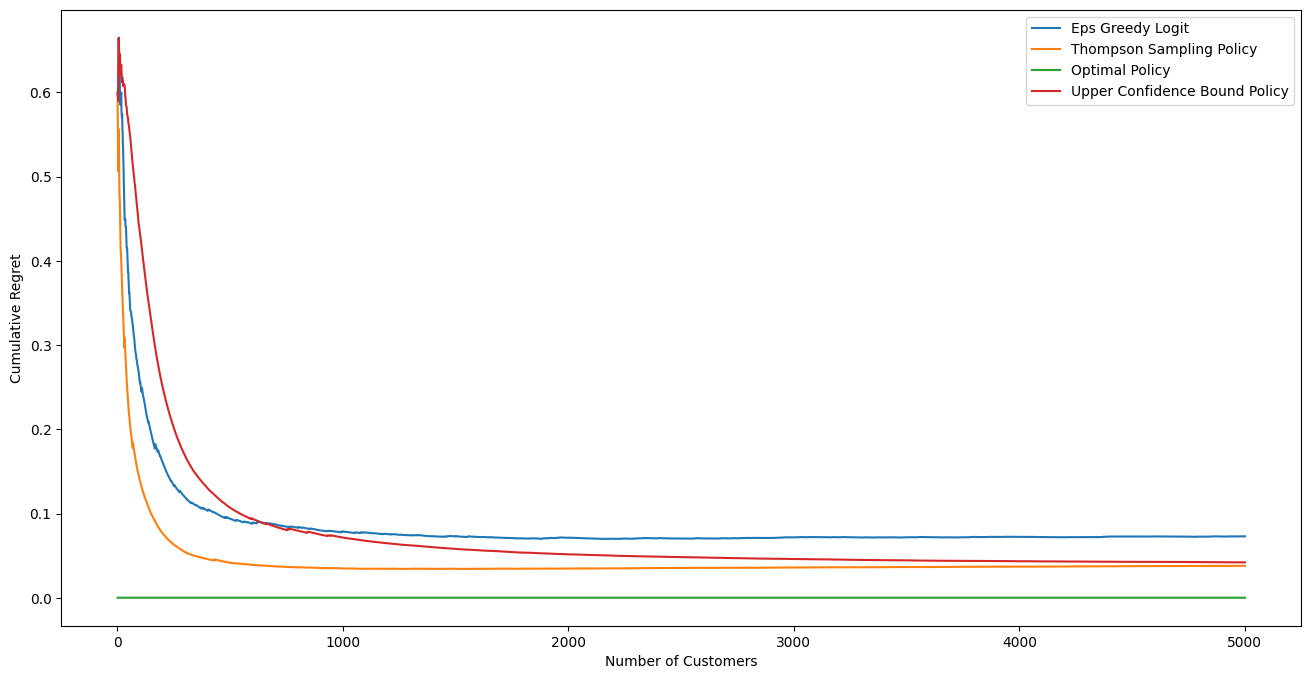 Eps Greedy Logit
Thompson Sampling Policy
Optimal Policy
Upper Confidence Bound Policy
Cumulative Regret
0.6
0.5
0.4
0.3
0.2
0.1
0.0
0 1000 2000 3000 4000 5000
Number of Customers